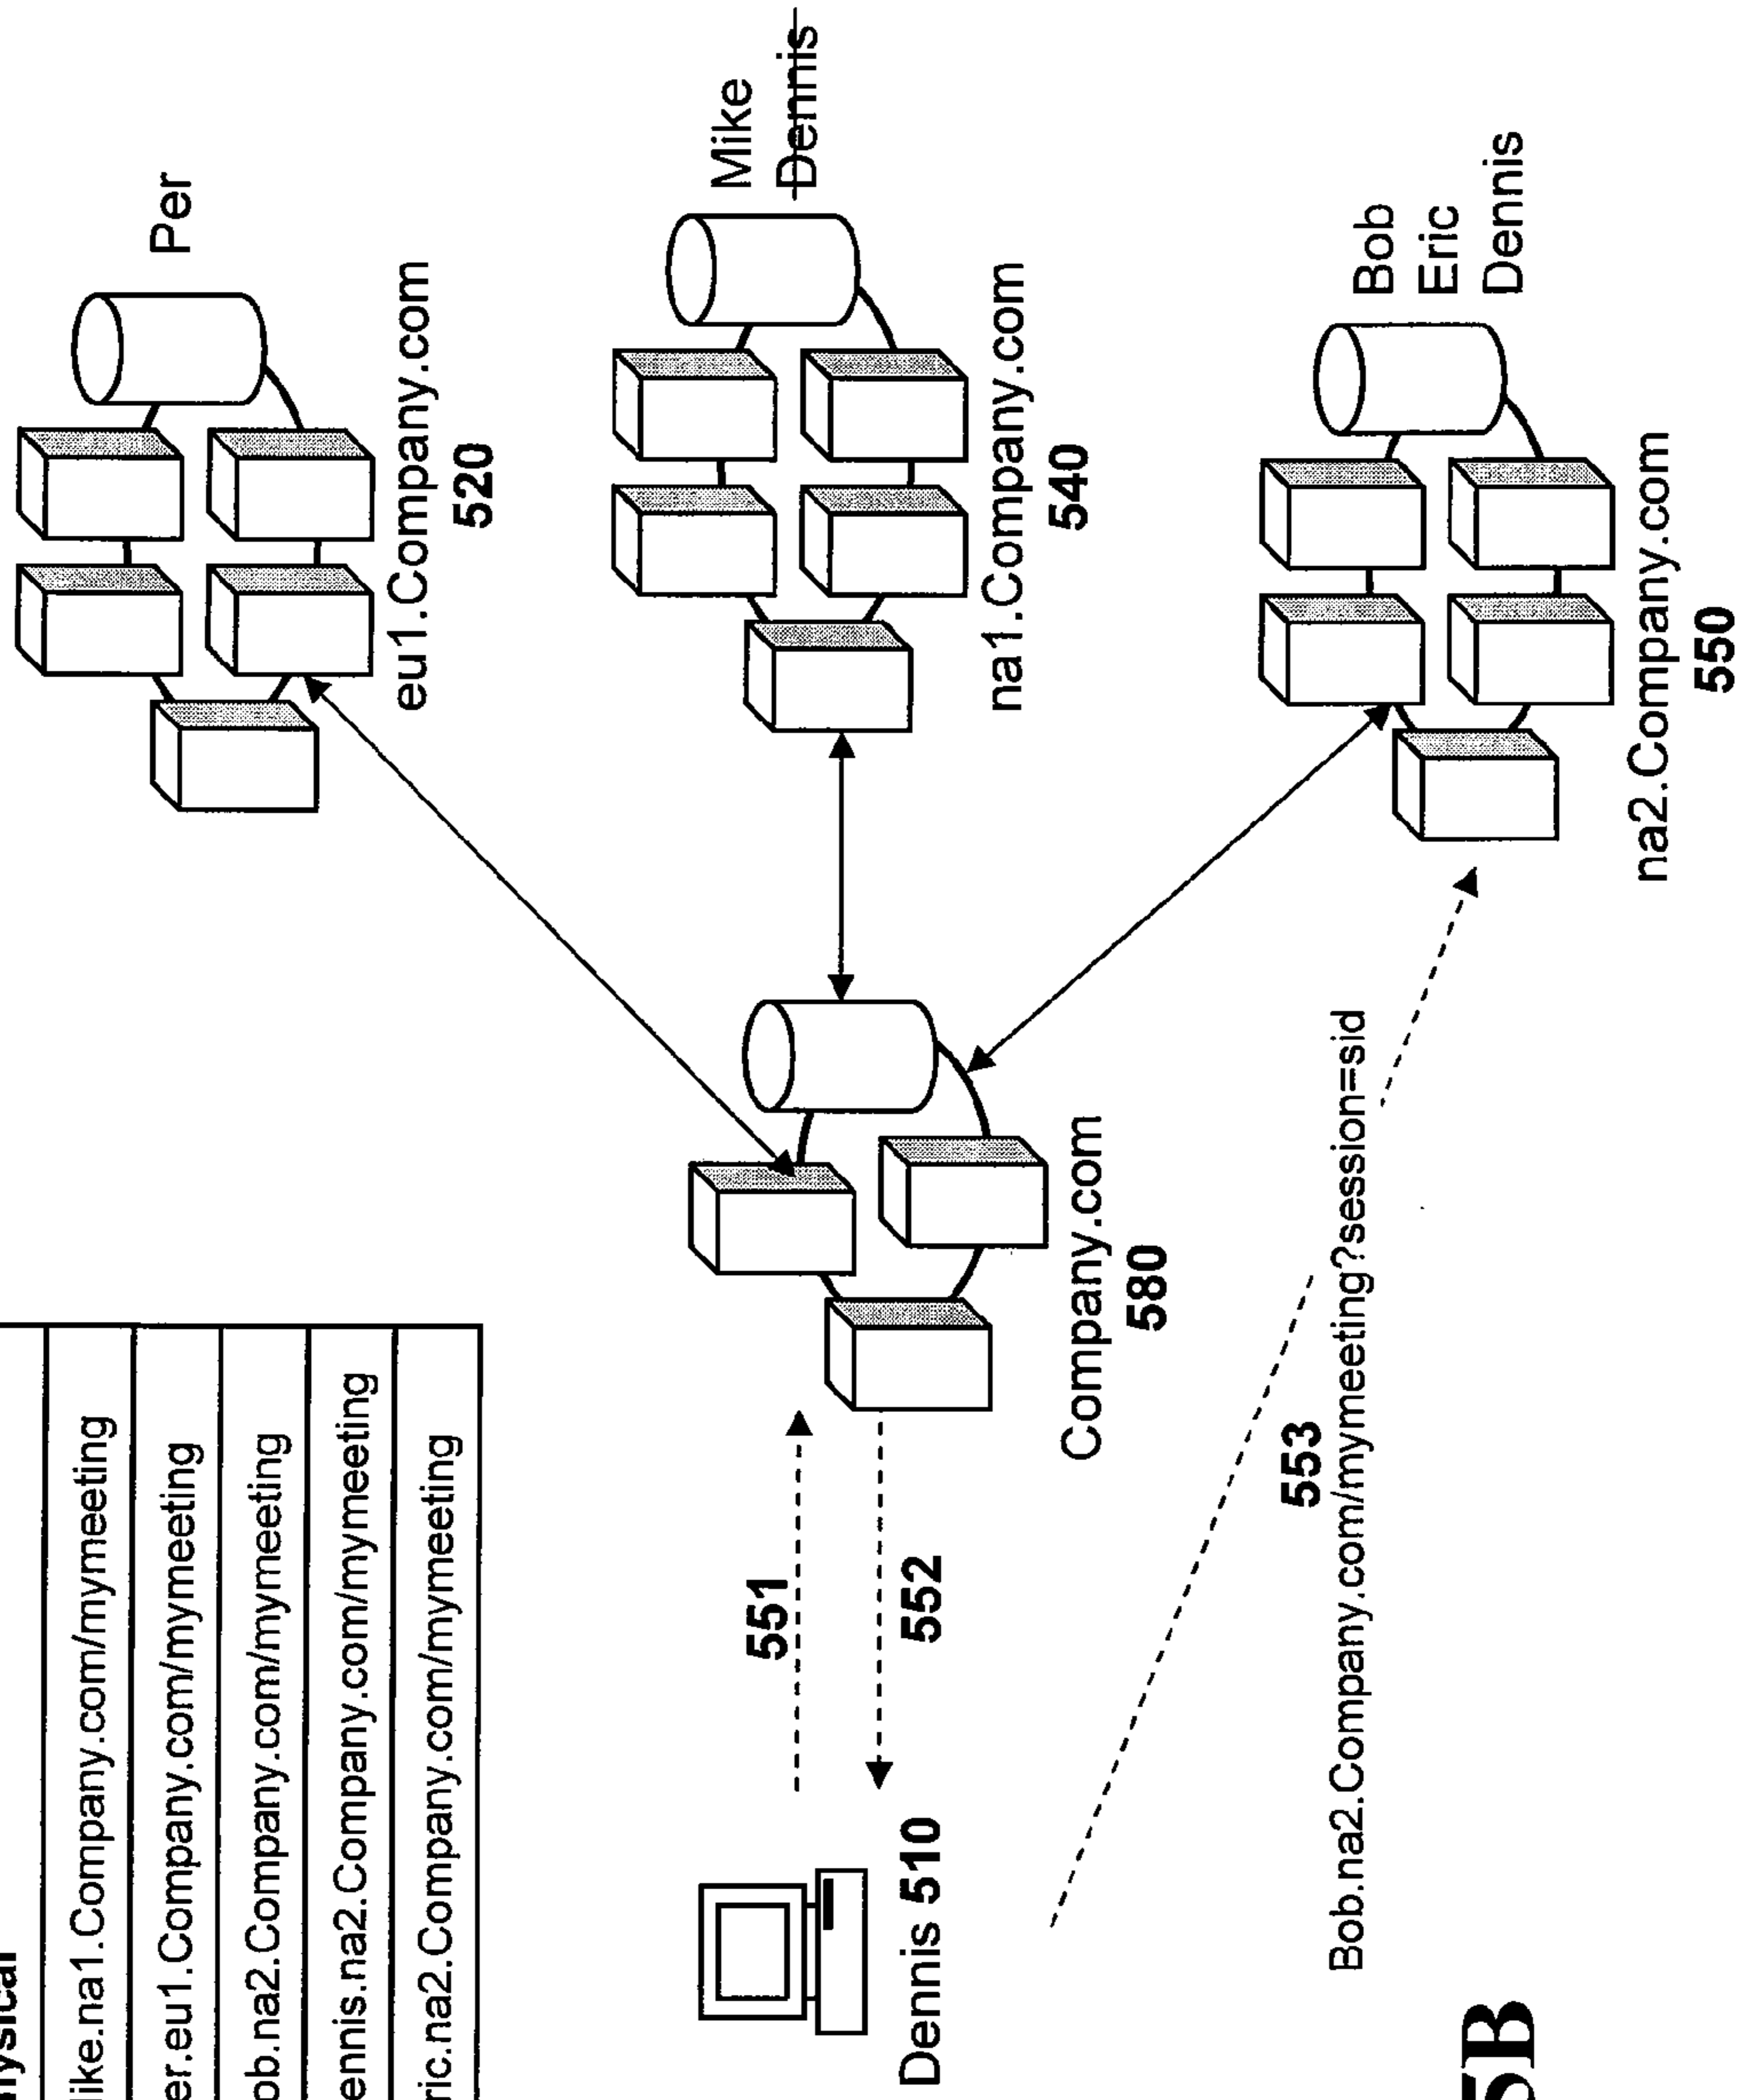 ysical
ike.na1.Company.com/mymeeting
er.eu1.Company.com/mymeeting
ob.na2.Company.com/mymeeting
ennis.na2.Company.com/mymeeting
ric.na2.Company.com/mymeeting
Per
eu1.Company.com
520
Mike
Dennis
na1.Company.com
540
Bob
Eric
Dennis
na2.Company.com
550
Company.com
580
551
552
Dennis 510
553
Bob.na2.Company.com/mymeeting?session=sid
5B